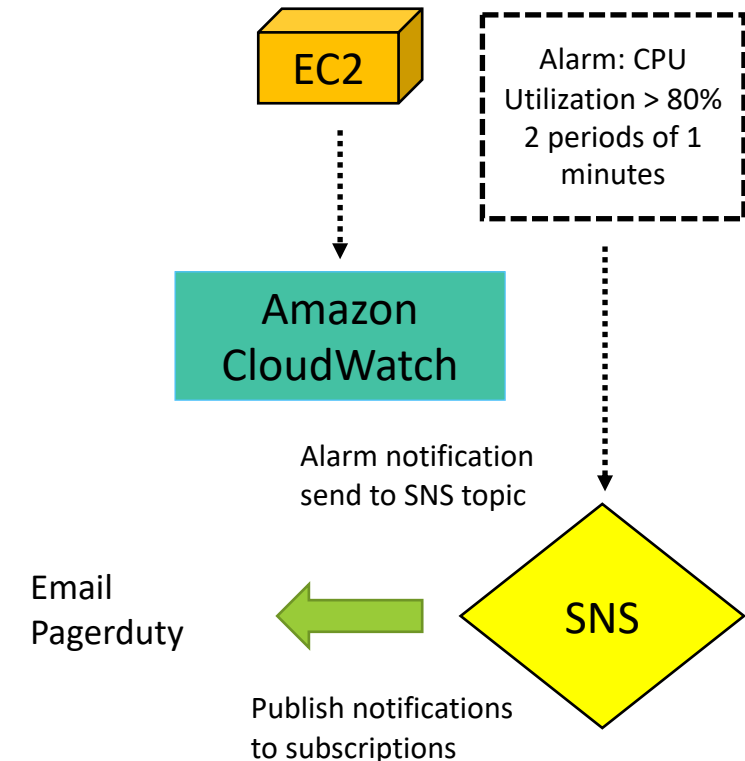 EC2
Alarm: CPU
Utilization > 80%
2 periods of 1
minutes
Amazon
CloudWatch
Alarm notification
send to SNS topic
Email
Pagerduty
SNS
Publish notifications
to subscriptions